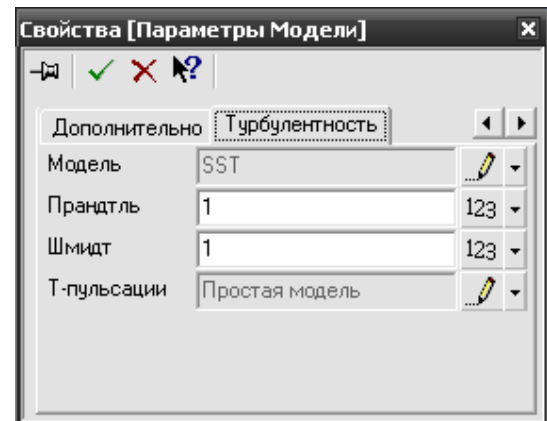 Свойства [Параметры Модели]
Дополнительно Турбулентность
Модель SST
Прандтль 1 123
Шмидт 1 123
Т-пульсации Простая модель